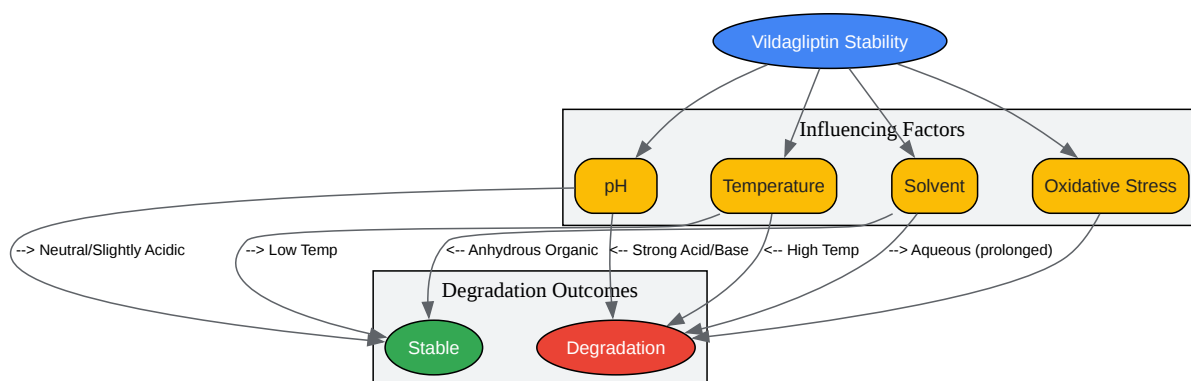 Vildagliptin Stability
Influencing Factors
pH
Temperature
Solvent
Oxidative Stress
--> Neutral/Slightly Acidic
--> Low Temp
<-- Anhydrous Organic
<-- Strong Acid/Base
<-- High Temp
--> Aqueous (prolonged)
Degradation Outcomes
Stable
Degradation